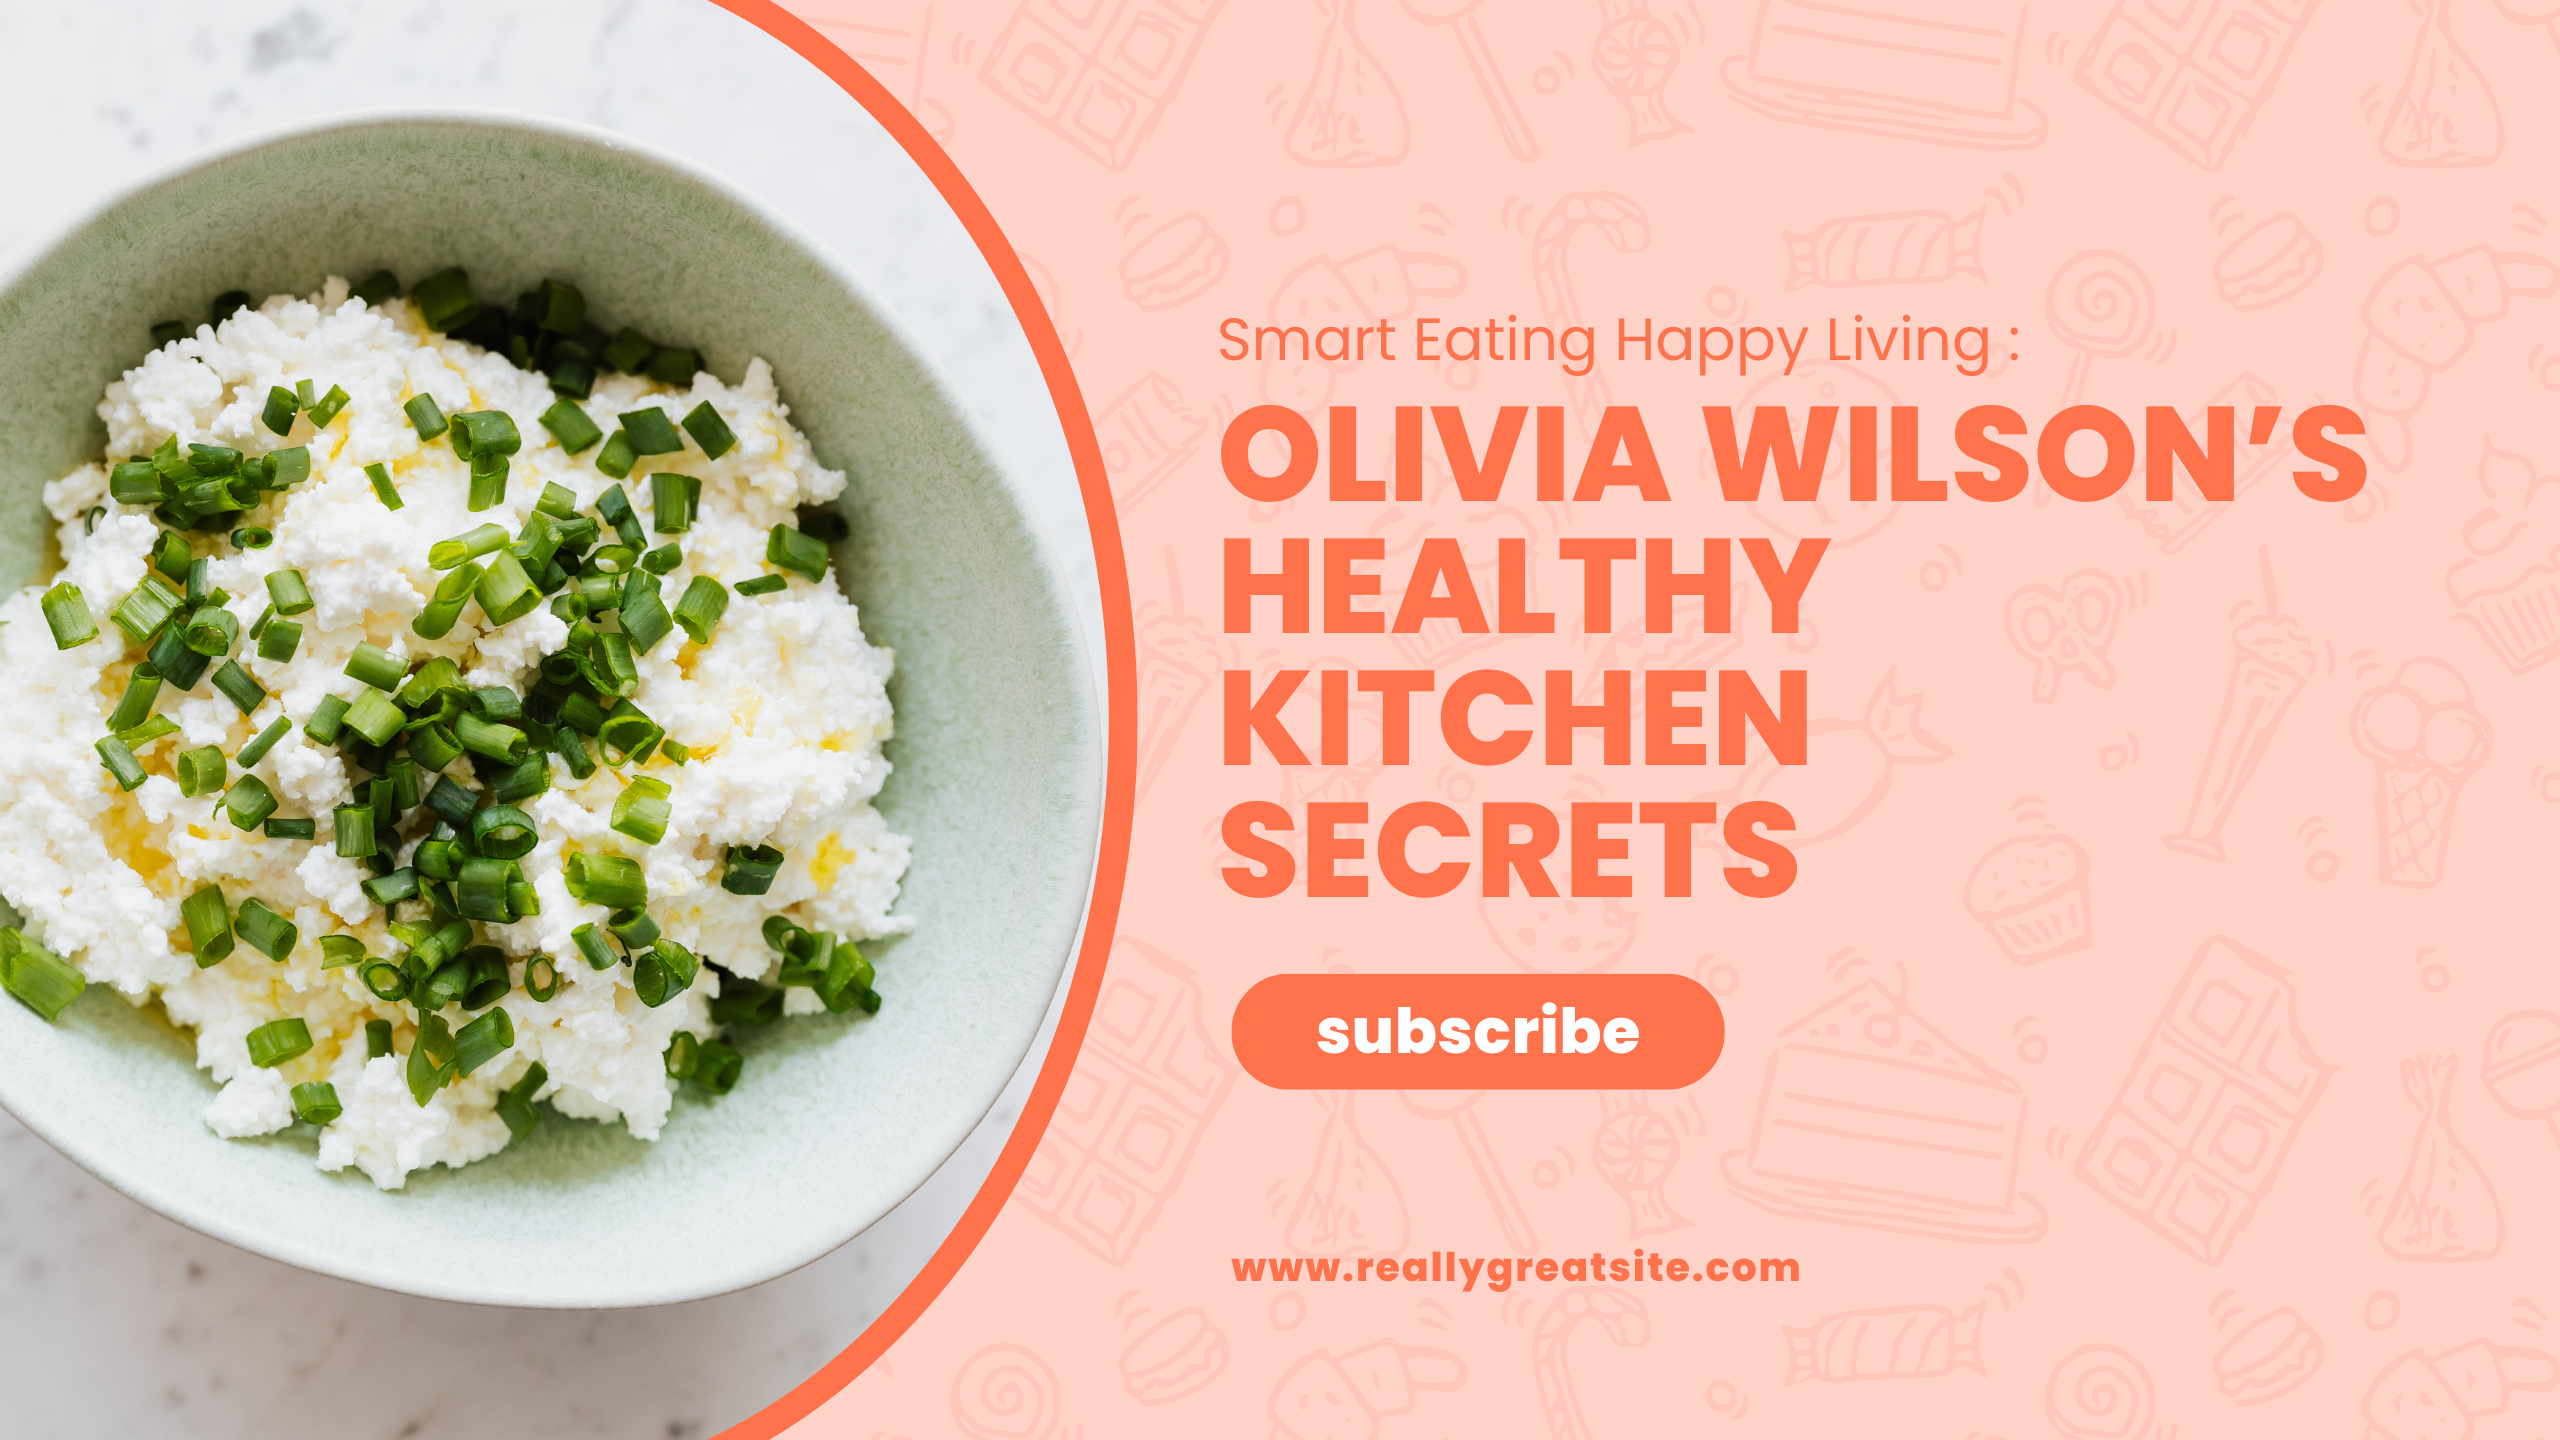 Smart Eating Happy Living :
OLIVIA WILSON’S
HEALTHY
KITCHEN
SECRETS
subscribe
www.reallygreatsite.com